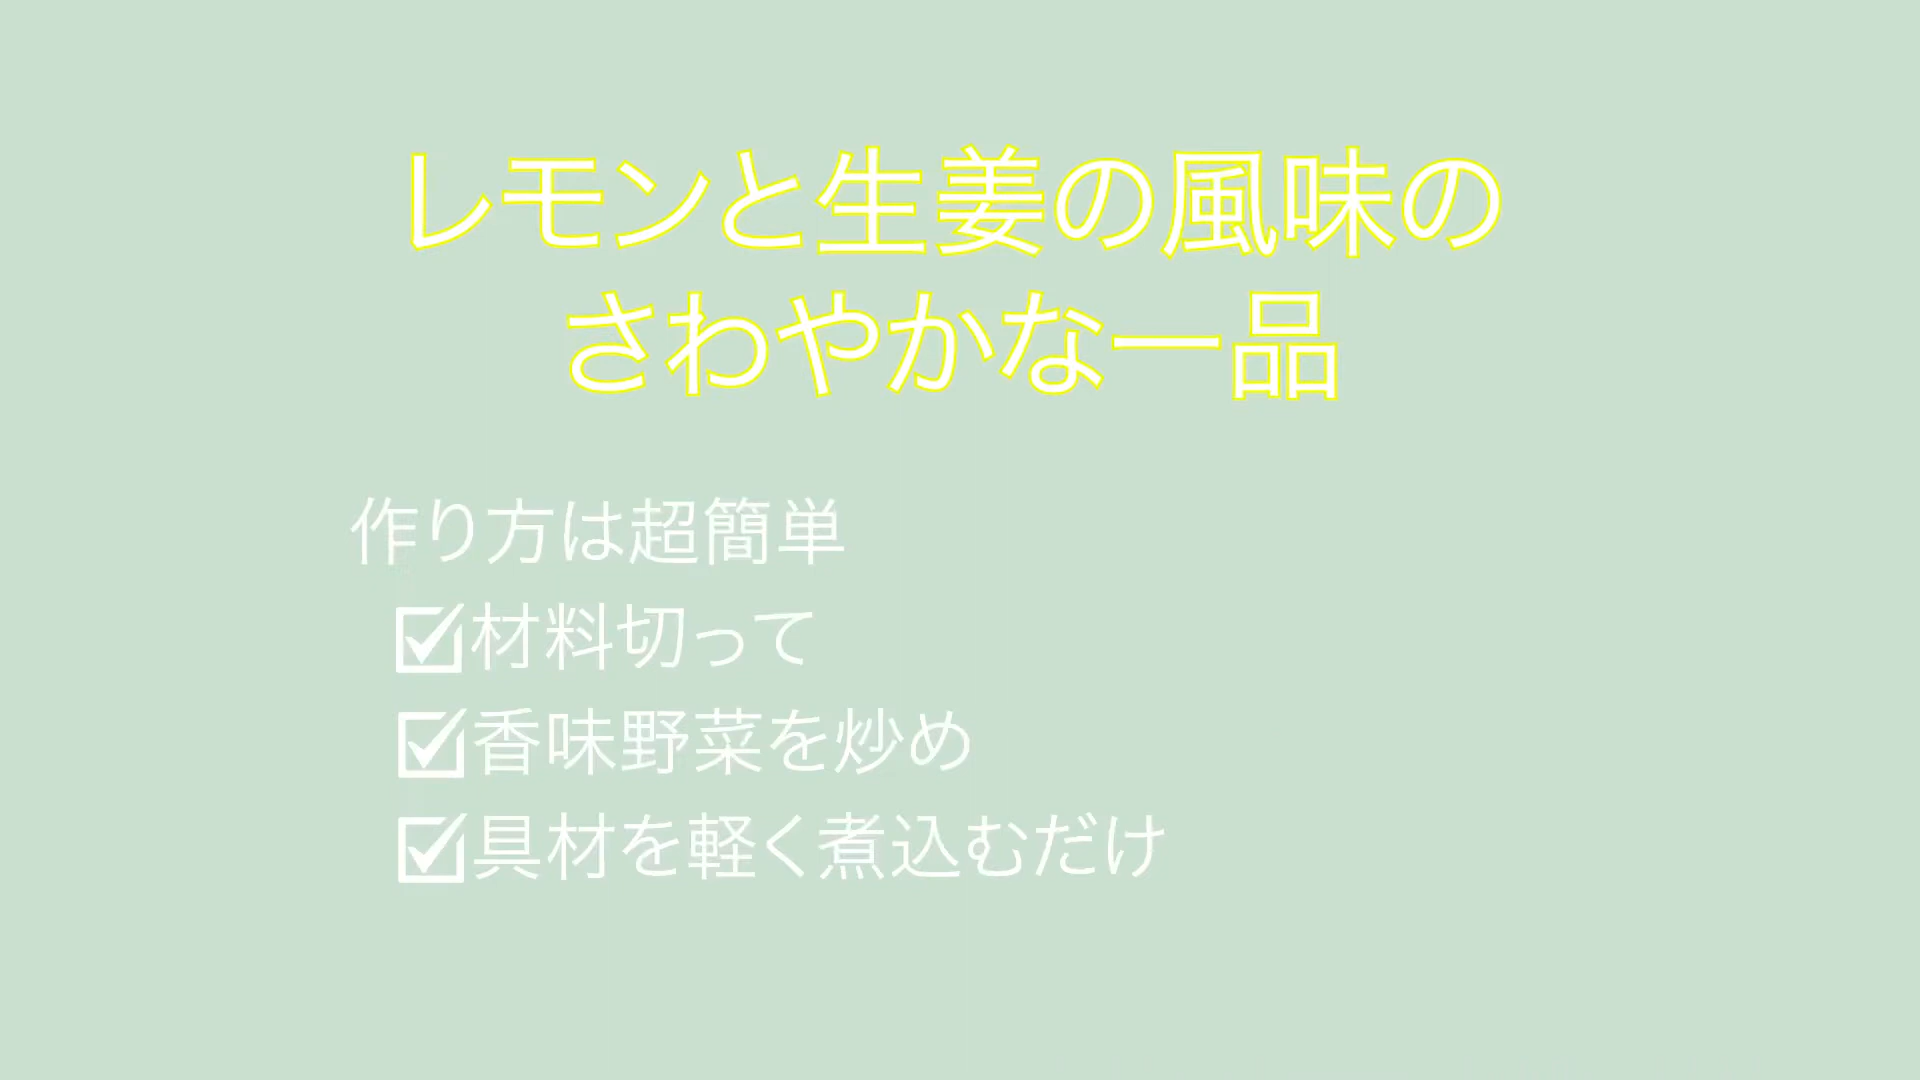 レモンと生姜の風味の
さわやかな一品
作り方は超簡単
☑材料切って
☑香味野菜を炒め
☑具材を軽く煮込むだけ